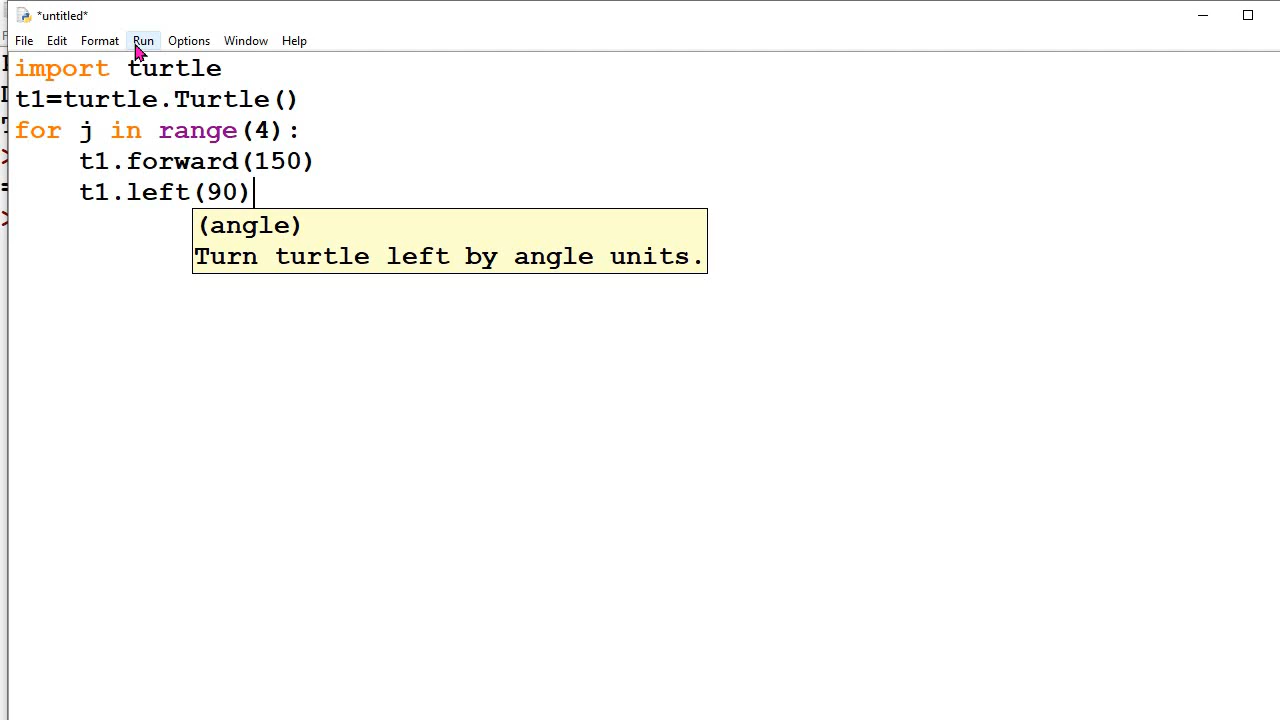 *untitled*
File Edit Format Run Options Window Help
import turtle
t1=turtle.Turtle()
for j in range(4):
    t1.forward(150)
    t1.left(90)
(angle)
Turn turtle left by angle units.